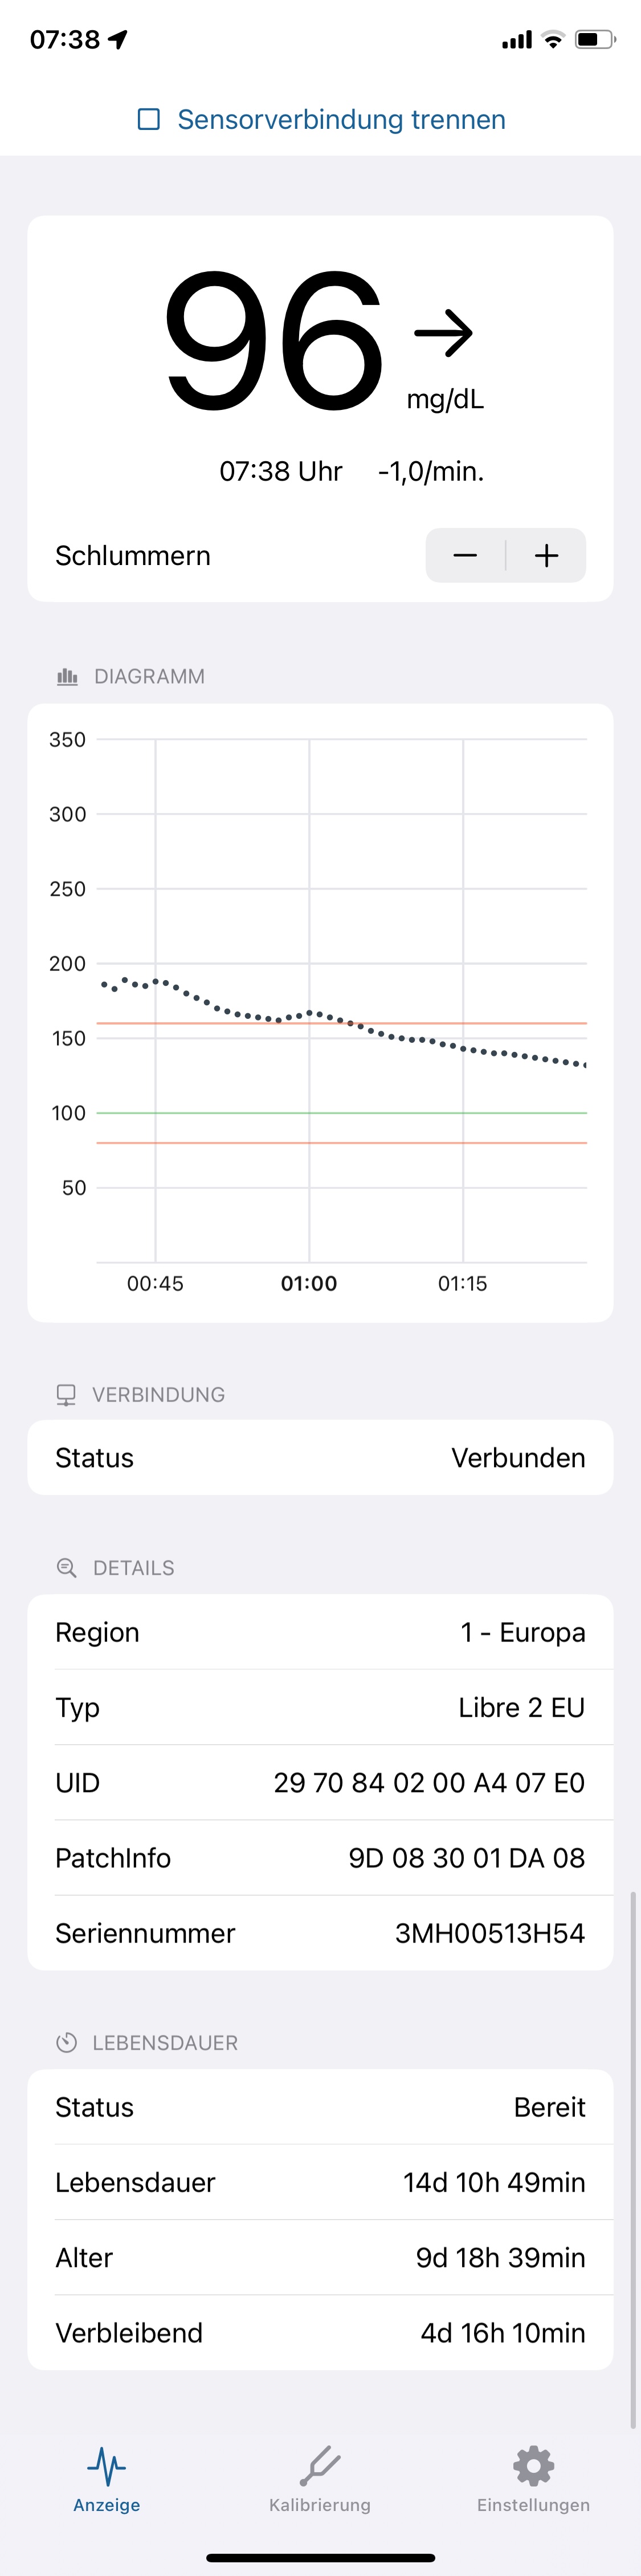 07:38
Sensorverbindung trennen
96 →
mg/dL
07:38 Uhr -1,0/min.
Schlummern − +
DIAGRAMM
350
300
250
200
150
100
50
00:45 01:00 01:15
VERBINDUNG
Status Verbunden
DETAILS
Region 1 - Europa
Typ Libre 2 EU
UID 29 70 84 02 00 A4 07 E0
PatchInfo 9D 08 30 01 DA 08
Seriennummer 3MH00513H54
LEBENSDAUER
Status Bereit
Lebensdauer 14d 10h 49min
Alter 9d 18h 39min
Verbleibend 4d 16h 10min
Anzeige Kalibrierung Einstellungen